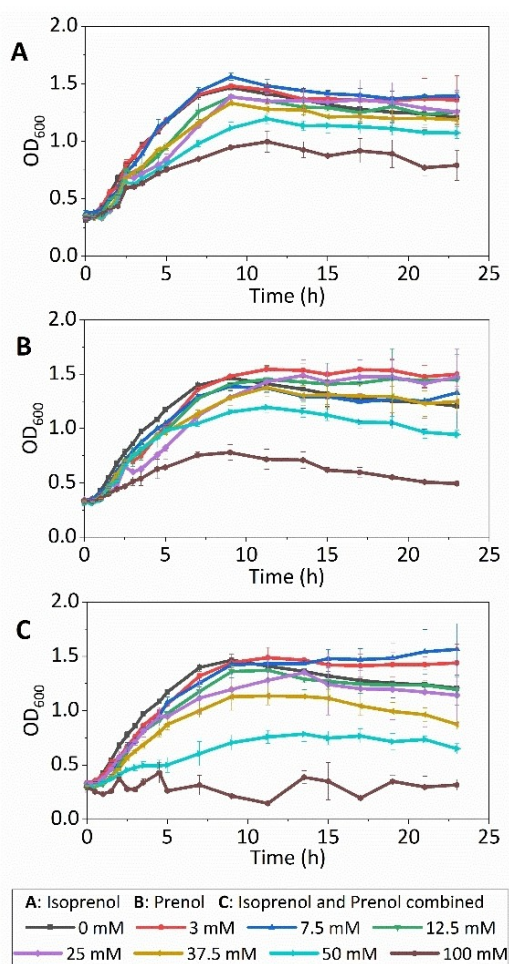 A
2.0
1.5
1.0
0.5
0.0
OD600
0 5 10 15 20 25
Time (h)
B
2.0
1.5
1.0
0.5
0.0
OD600
0 5 10 15 20 25
Time (h)
C
2.0
1.5
1.0
0.5
0.0
OD600
0 5 10 15 20 25
Time (h)
A: Isoprenol B: Prenol C: Isoprenol and Prenol combined
0 mM 3 mM 7.5 mM 12.5 mM
25 mM 37.5 mM 50 mM 100 mM